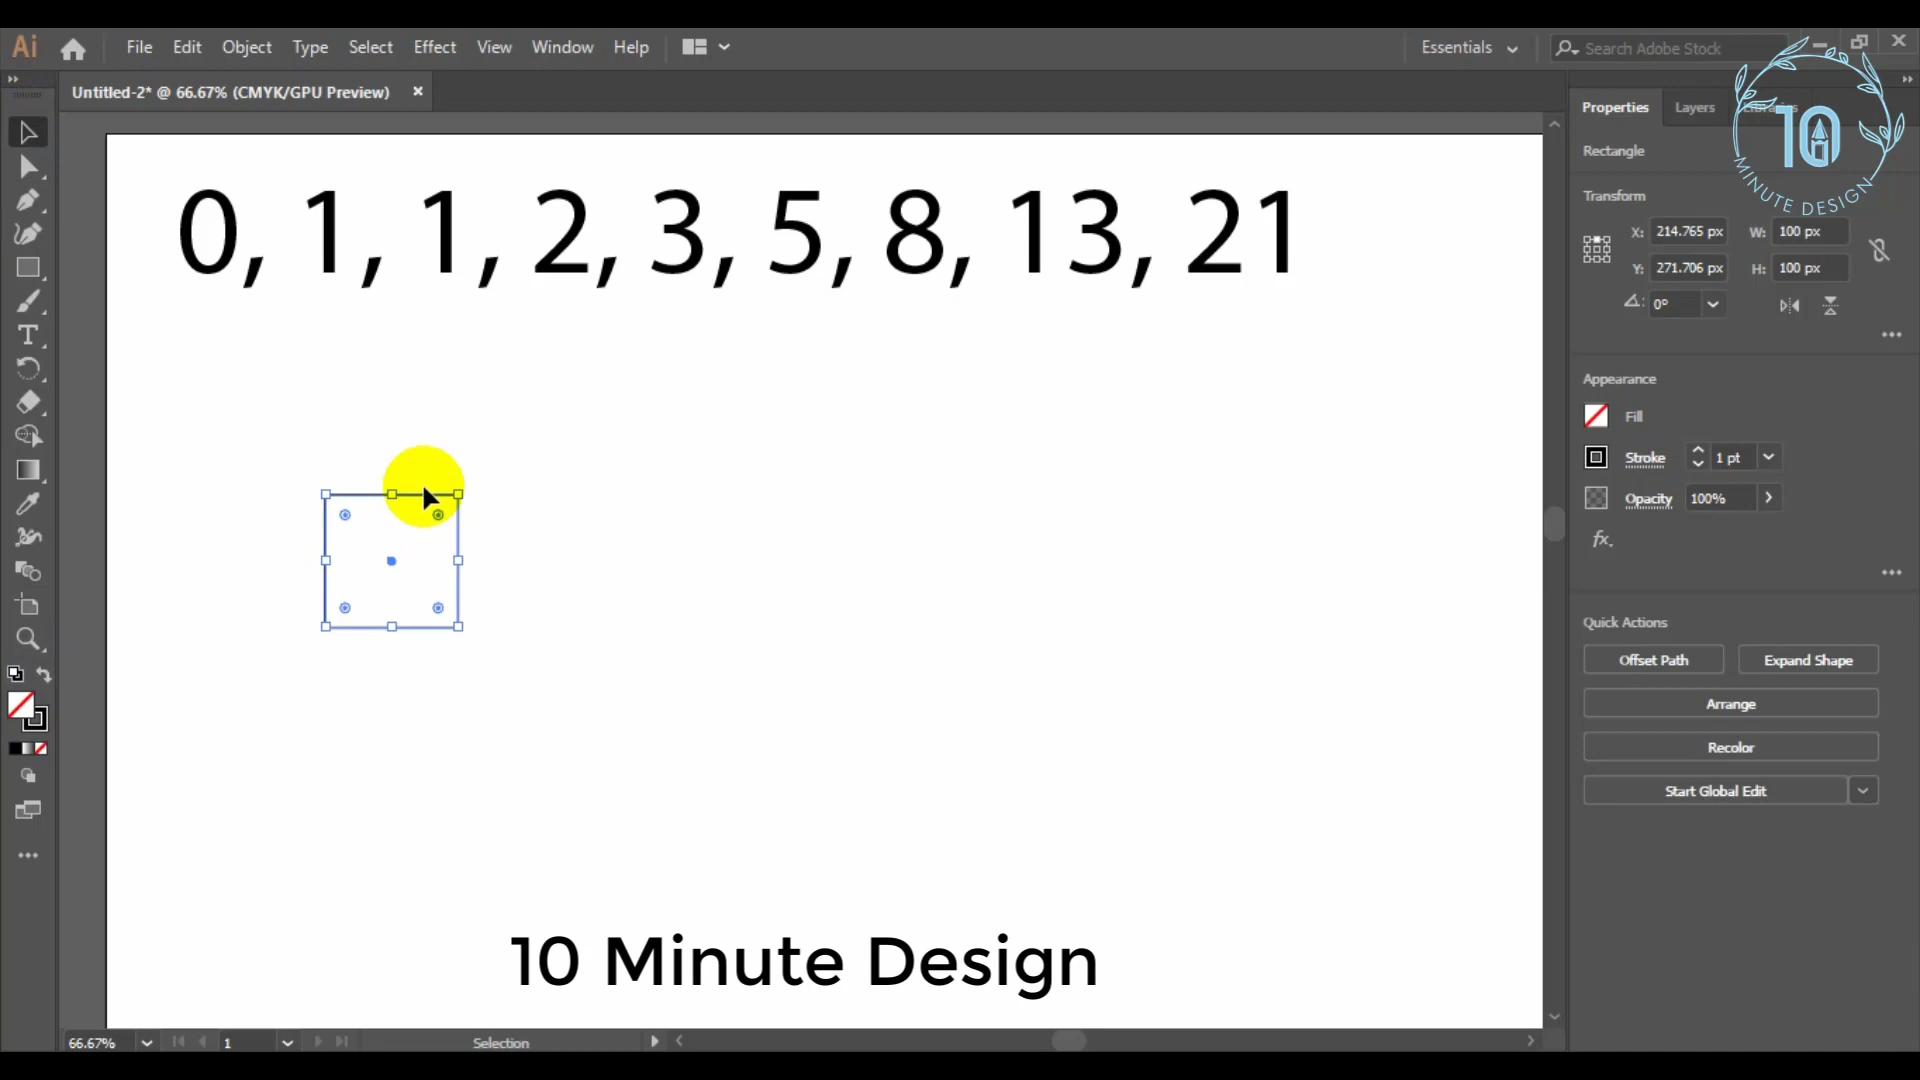 Ai File Edit Object Type Select Effect View Window Help Essentials Search Adobe Stock
Untitled-2* @ 66.67% (CMYK/GPU Preview) ×
Properties Layers Libraries
10
MINUTE DESIGN
Rectangle
Transform
X: 214.765 px W: 100 px
Y: 271.706 px H: 100 px
0°
Appearance
Fill
Stroke 1 pt
Opacity 100%
fx.
Quick Actions
Offset Path Expand Shape
Arrange
Recolor
Start Global Edit
0, 1, 1, 2, 3, 5, 8, 13, 21
10 Minute Design
66.67% 1 Selection